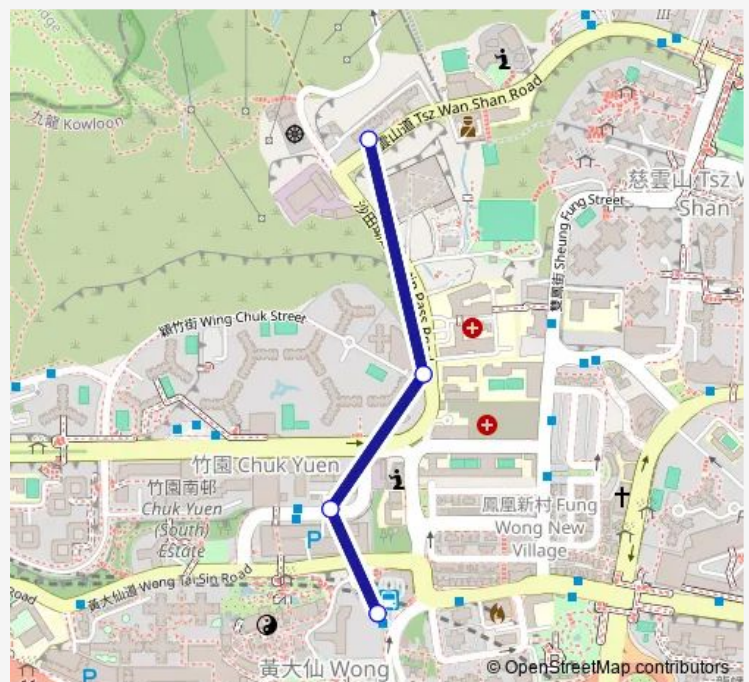 九龍 Kowloon
雲山道 Tsz Wan Shan Road
慈雲山 Tsz W
Shan
雙鳳街 Sheung Fung Street
沙田
in Pass Road
穎竹街 Wing Chuk Street
竹園 Chuk Yuen
竹園南邨
Chuk Yuen
(South)
Estate
鳳凰新村 Fung
Wong New
Village
P
Road
黃大仙道 Wong Tai Sin Road
P
黃大仙 Wong
© OpenStreetMap contributors